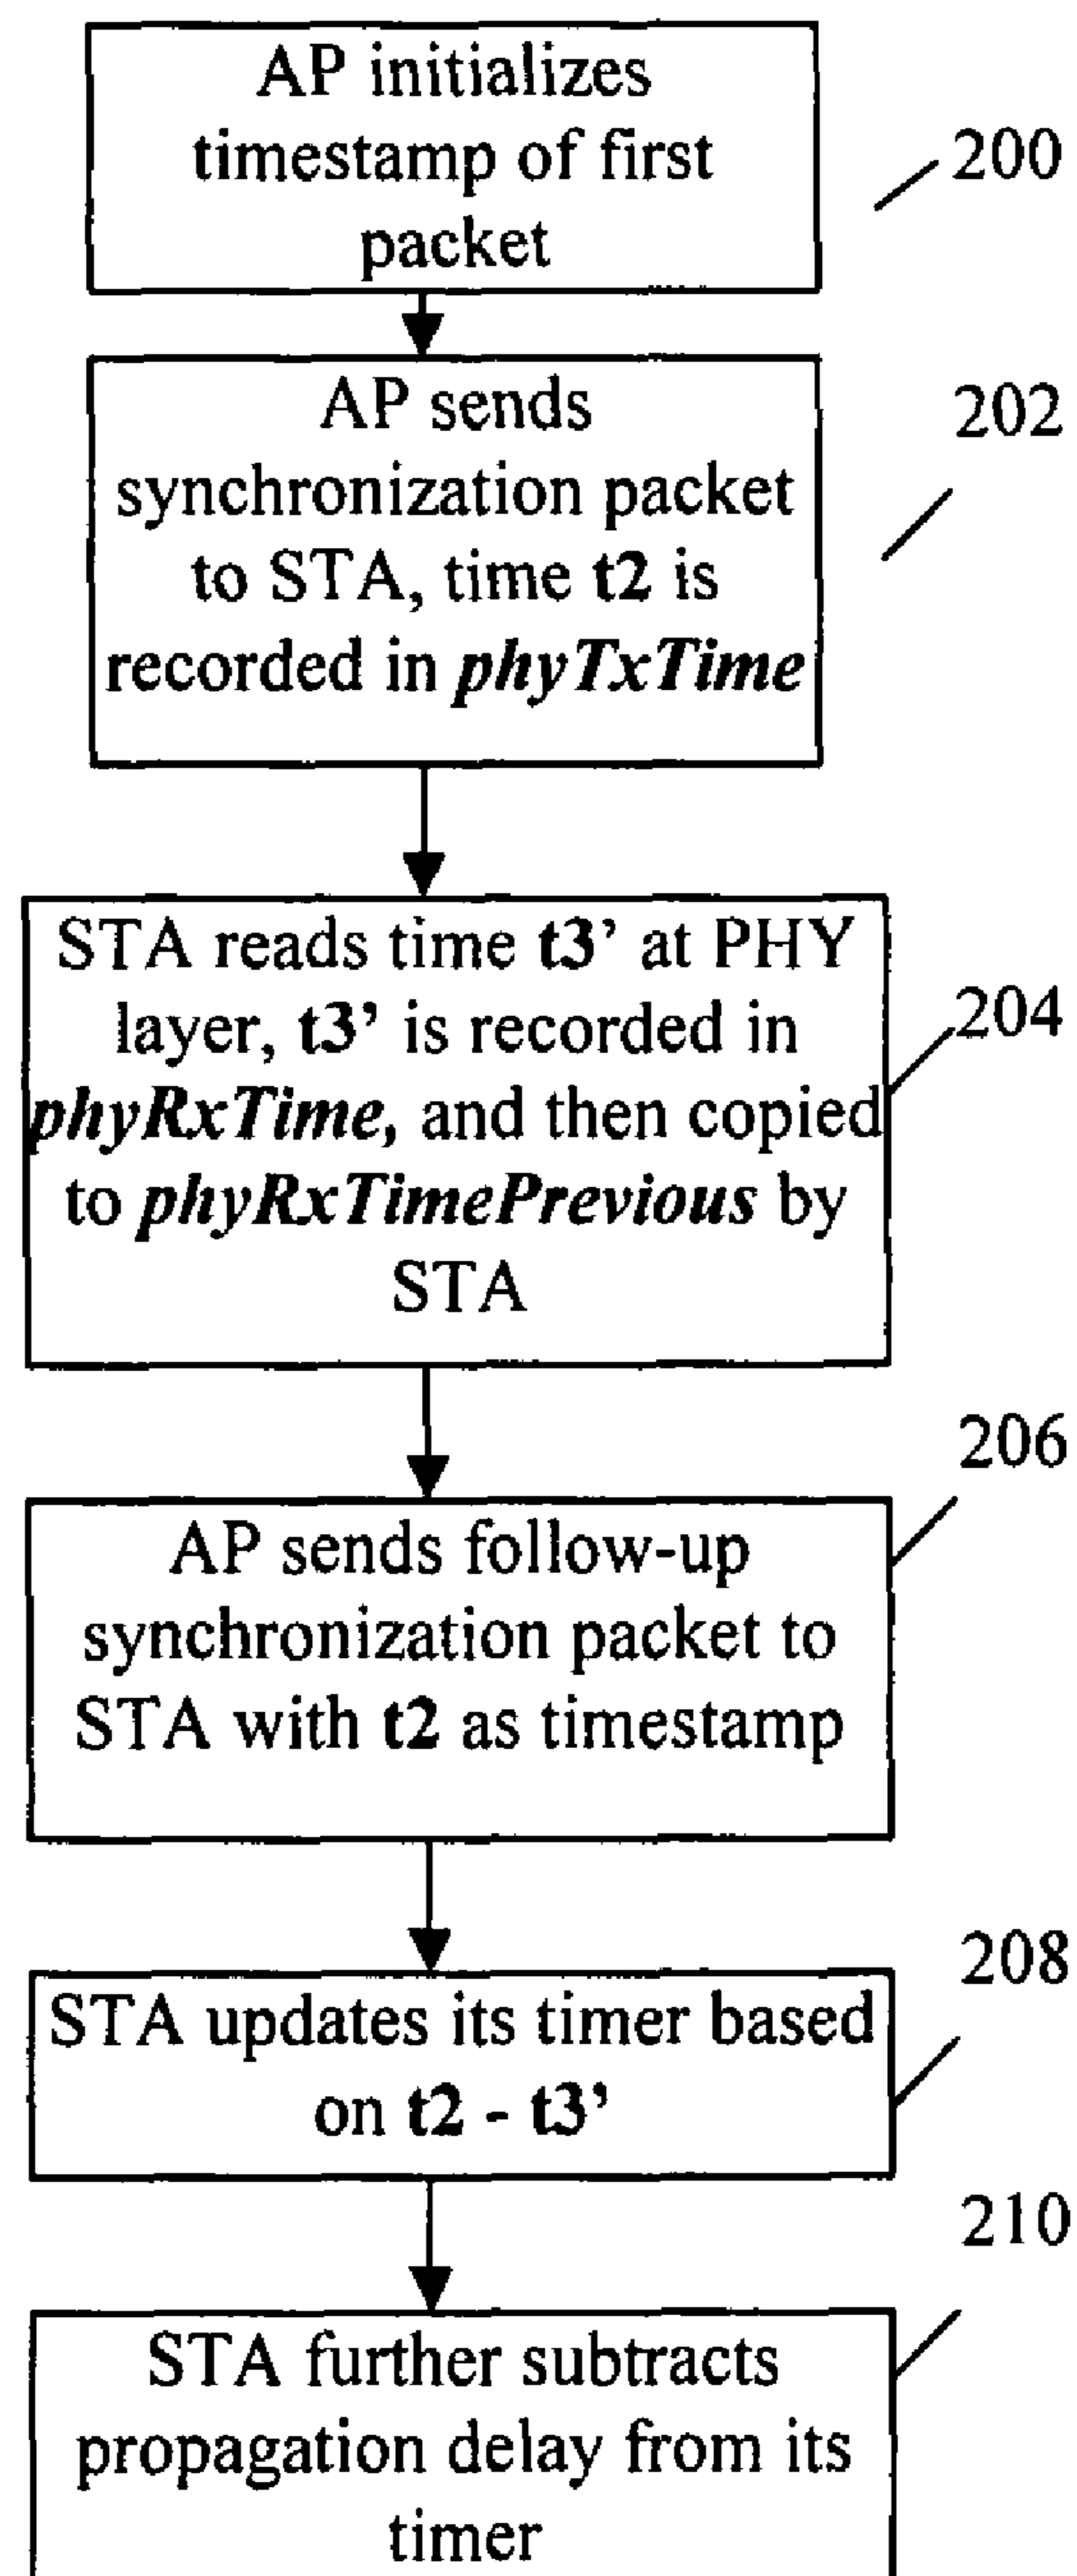 AP initializes
timestamp of first
packet
200
AP sends
synchronization packet
to STA, time t2 is
recorded in phyTxTime
202
STA reads time t3’ at PHY
layer, t3’ is recorded in
phyRxTime, and then copied
to phyRxTimePrevious by
STA
204
AP sends follow-up
synchronization packet to
STA with t2 as timestamp
206
STA updates its timer based
on t2 - t3’
208
STA further subtracts
propagation delay from its
timer
210